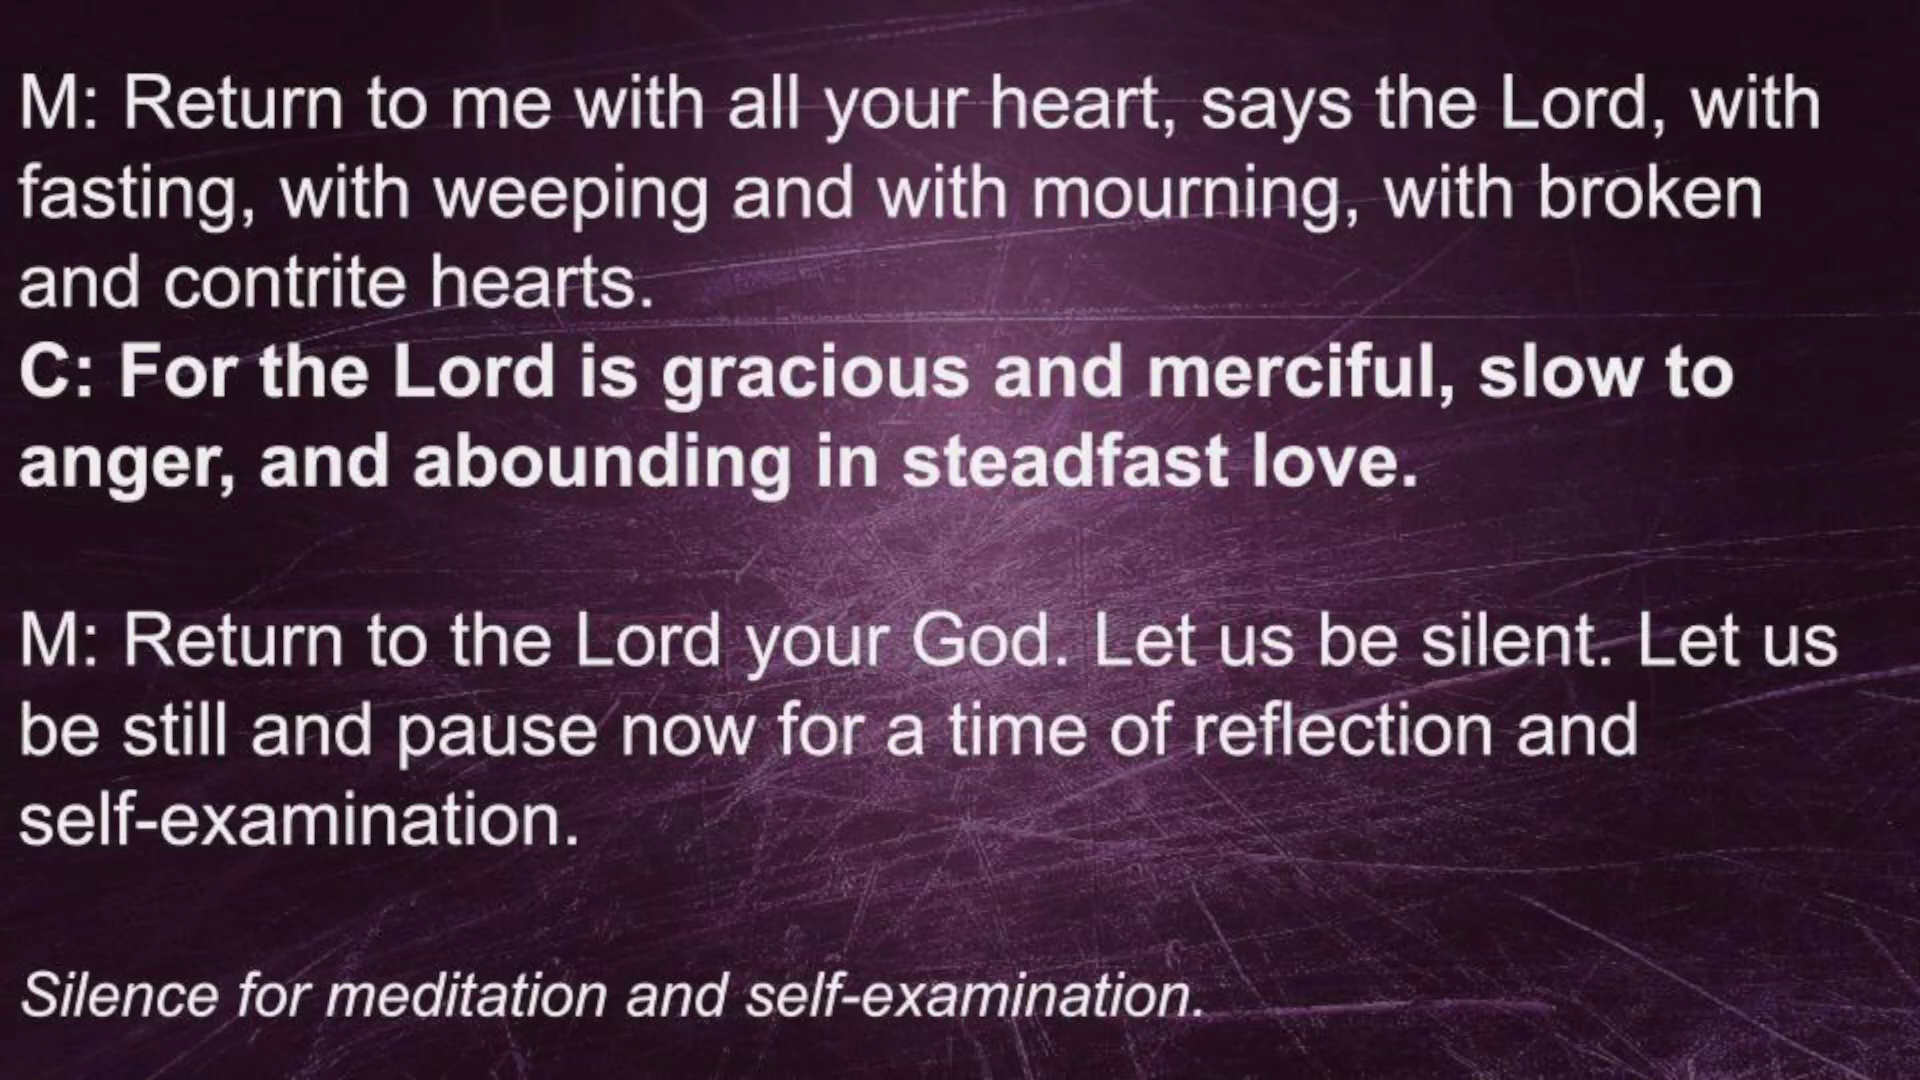 M: Return to me with all your heart, says the Lord, with
fasting, with weeping and with mourning, with broken
and contrite hearts.
C: For the Lord is gracious and merciful, slow to
anger, and abounding in steadfast love.
M: Return to the Lord your God. Let us be silent. Let us
be still and pause now for a time of reflection and
self-examination.
Silence for meditation and self-examination.